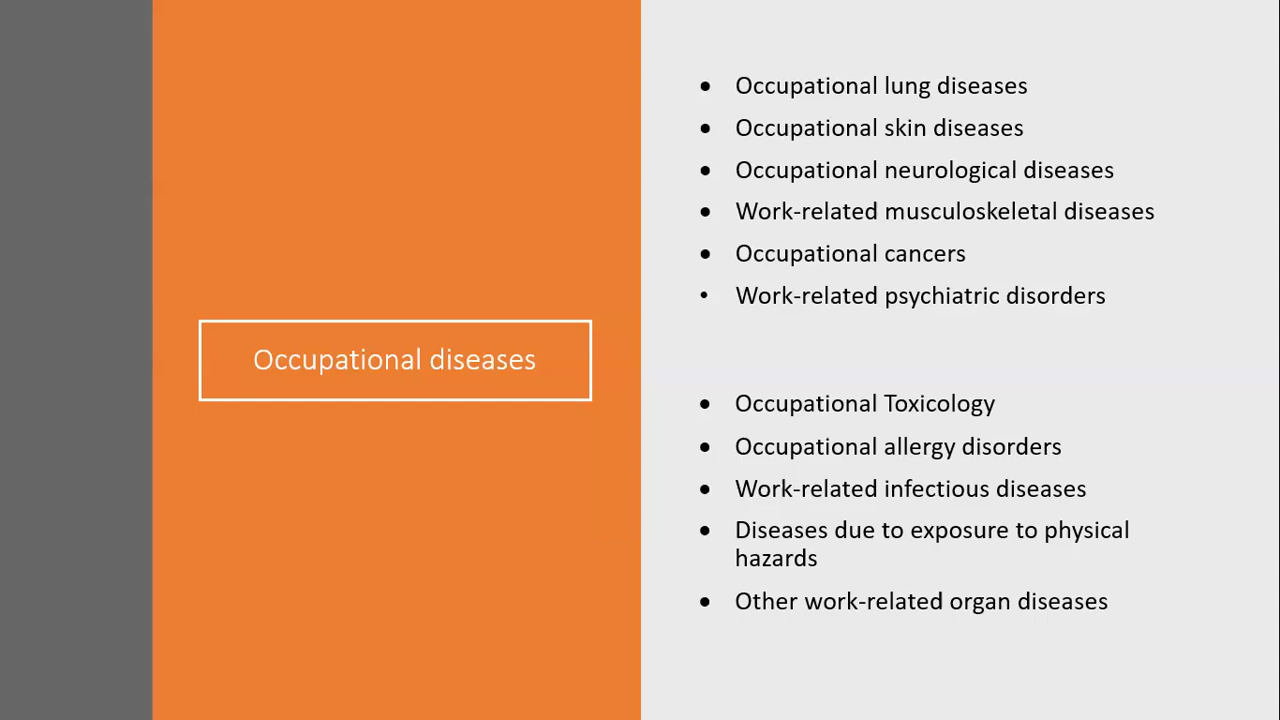 Occupational diseases
• Occupational lung diseases
• Occupational skin diseases
• Occupational neurological diseases
• Work-related musculoskeletal diseases
• Occupational cancers
• Work-related psychiatric disorders
• Occupational Toxicology
• Occupational allergy disorders
• Work-related infectious diseases
• Diseases due to exposure to physical
hazards
• Other work-related organ diseases